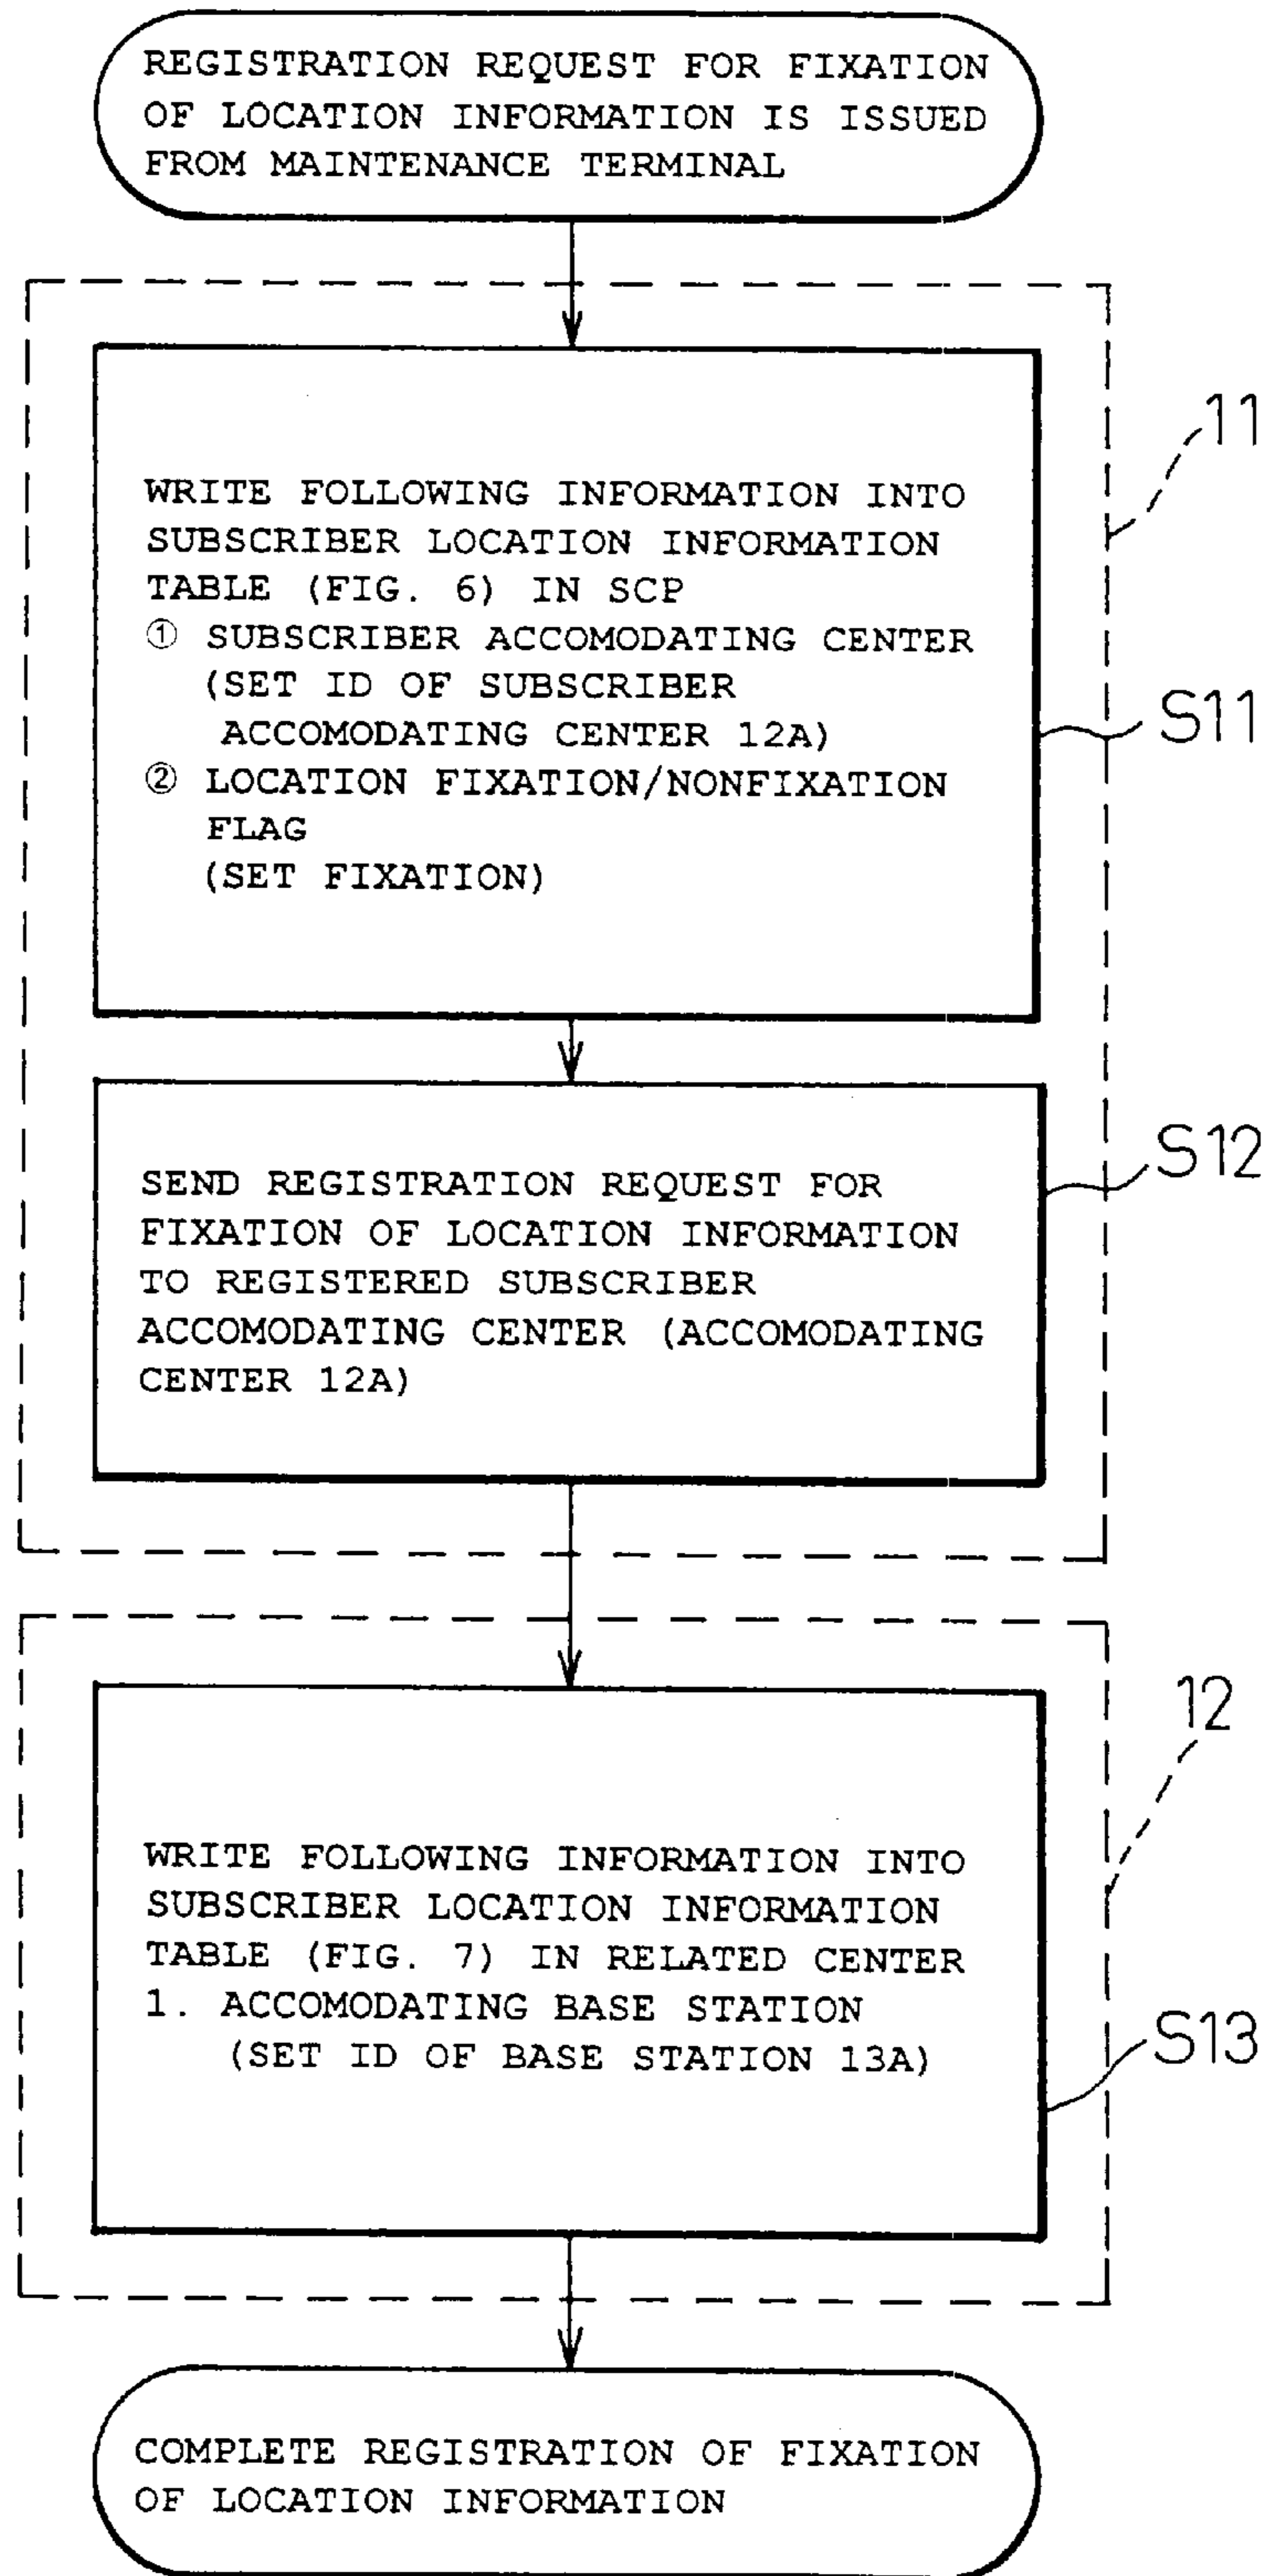 REGISTRATION REQUEST FOR FIXATION
OF LOCATION INFORMATION IS ISSUED
FROM MAINTENANCE TERMINAL
11
WRITE FOLLOWING INFORMATION INTO
SUBSCRIBER LOCATION INFORMATION
TABLE (FIG. 6) IN SCP
① SUBSCRIBER ACCOMODATING CENTER
(SET ID OF SUBSCRIBER
ACCOMODATING CENTER 12A)
② LOCATION FIXATION/NONFIXATION
FLAG
(SET FIXATION)
S11
SEND REGISTRATION REQUEST FOR
FIXATION OF LOCATION INFORMATION
TO REGISTERED SUBSCRIBER
ACCOMODATING CENTER (ACCOMODATING
CENTER 12A)
S12
12
WRITE FOLLOWING INFORMATION INTO
SUBSCRIBER LOCATION INFORMATION
TABLE (FIG. 7) IN RELATED CENTER
1. ACCOMODATING BASE STATION
(SET ID OF BASE STATION 13A)
S13
COMPLETE REGISTRATION OF FIXATION
OF LOCATION INFORMATION